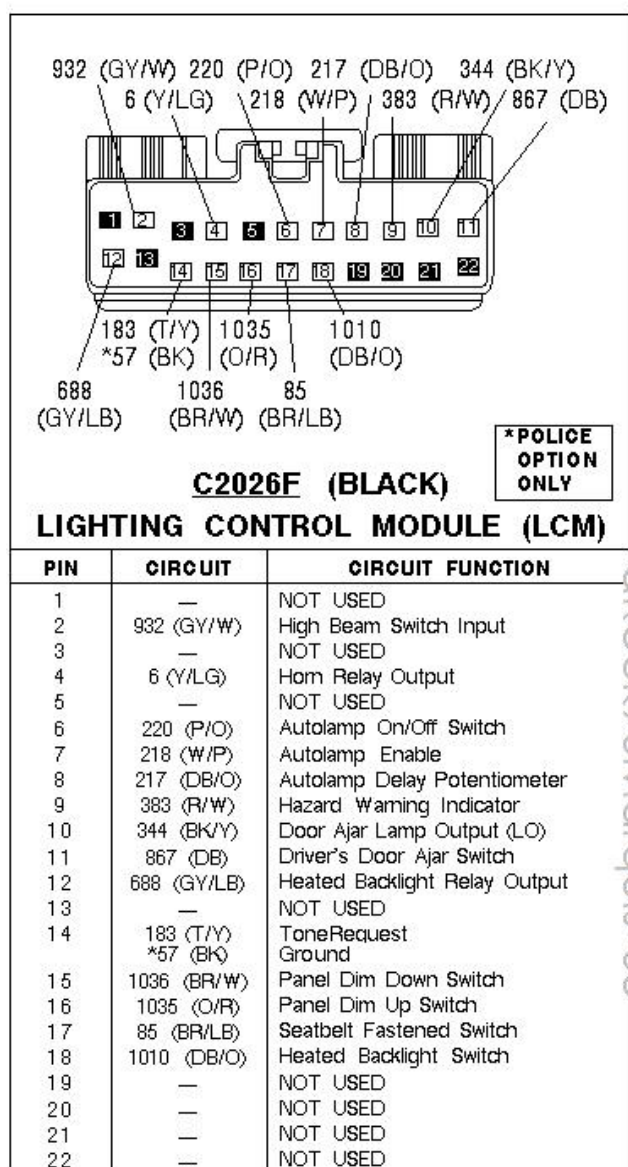 932 (GY/W) 220 (P/O) 217 (DB/O) 344 (BK/Y)
6 (Y/LG) 218 (W/P) 383 (R/W) 867 (DB)
1 2 3 4 5 6 7 8 9 10 11
12 13 14 15 16 17 18 19 20 21 22
183 (T/Y) 1035 1010
*57 (BK) (O/R) (DB/O)
688 1036 85
(GY/LB) (BR/W) (BR/LB)
*POLICE
OPTION
ONLY
C2026F (BLACK)
LIGHTING CONTROL MODULE (LCM)
PIN CIRCUIT CIRCUIT FUNCTION
1 — NOT USED
2 932 (GY/W) High Beam Switch Input
3 — NOT USED
4 6 (Y/LG) Horn Relay Output
5 — NOT USED
6 220 (P/O) Autolamp On/Off Switch
7 218 (W/P) Autolamp Enable
8 217 (DB/O) Autolamp Delay Potentiometer
9 383 (R/W) Hazard Warning Indicator
10 344 (BK/Y) Door Ajar Lamp Output (LO)
11 867 (DB) Driver's Door Ajar Switch
12 688 (GY/LB) Heated Backlight Relay Output
13 — NOT USED
14 183 (T/Y) ToneRequest
*57 (BK) Ground
15 1036 (BR/W) Panel Dim Down Switch
16 1035 (O/R) Panel Dim Up Switch
17 85 (BR/LB) Seatbelt Fastened Switch
18 1010 (DB/O) Heated Backlight Switch
19 — NOT USED
20 — NOT USED
21 — NOT USED
22 — NOT USED